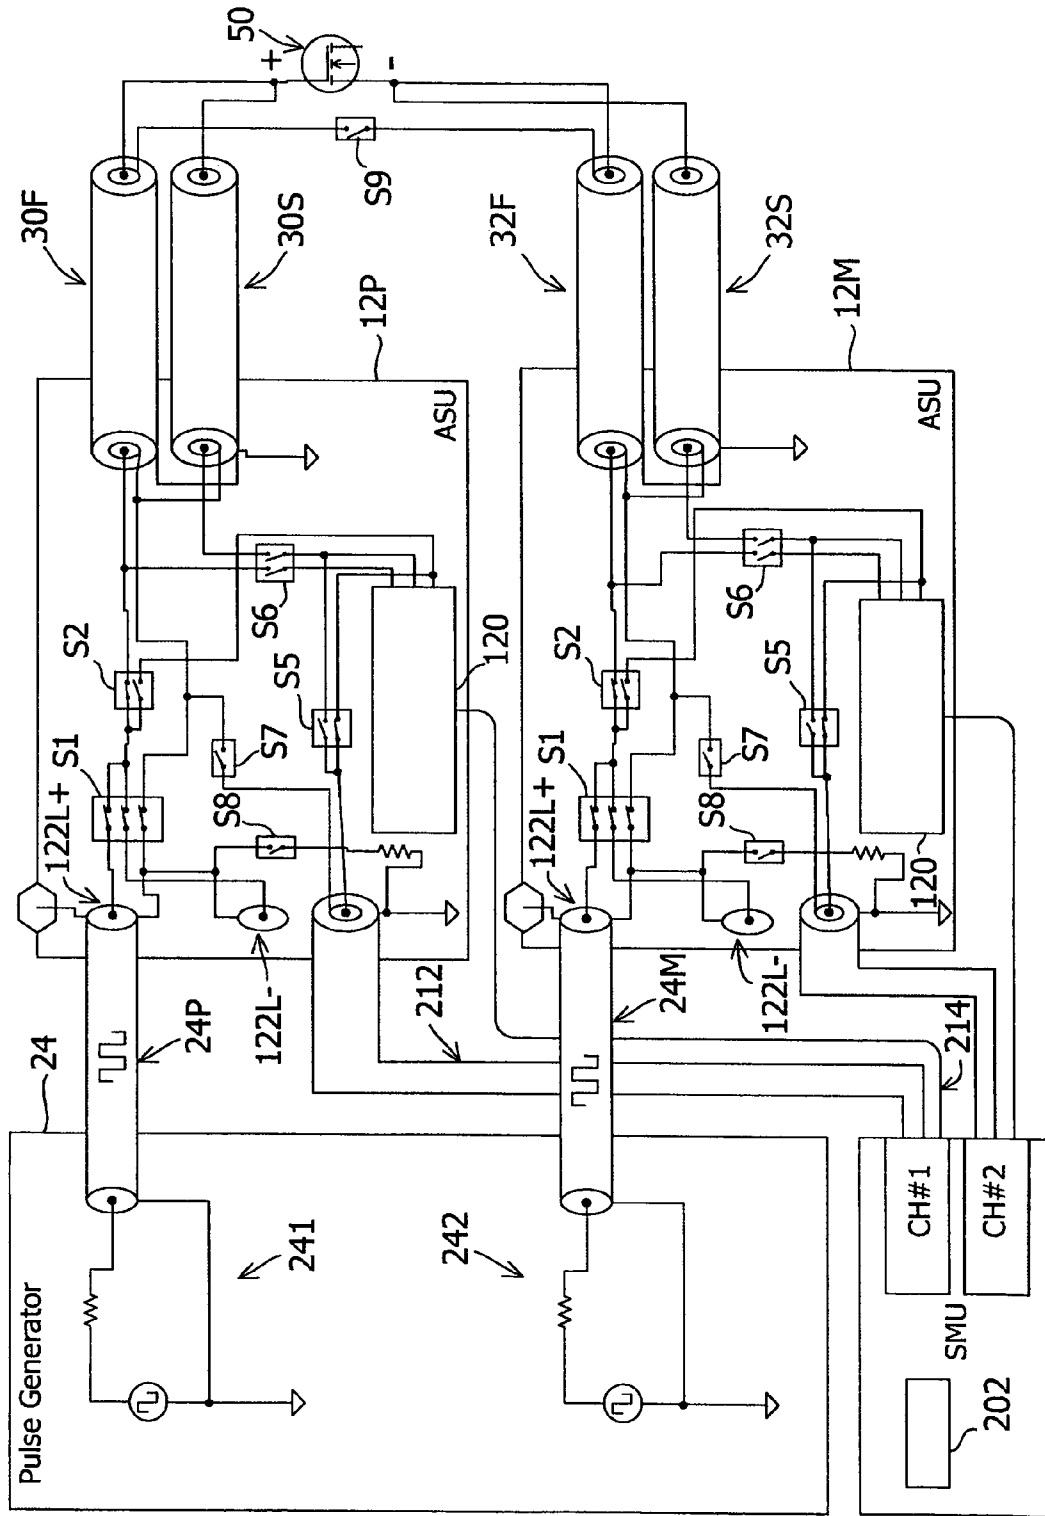 50
+
-
30F
30S
S9
32F
32S
12P
12M
ASU
ASU
S2
S6
S1
S7
S5
S8
120
122L+
122L-
S2
S6
S1
S7
S5
S8
120
122L+
122L-
24
24P
212
24M
214
Pulse Generator
241
242
CH#1
CH#2
SMU
202